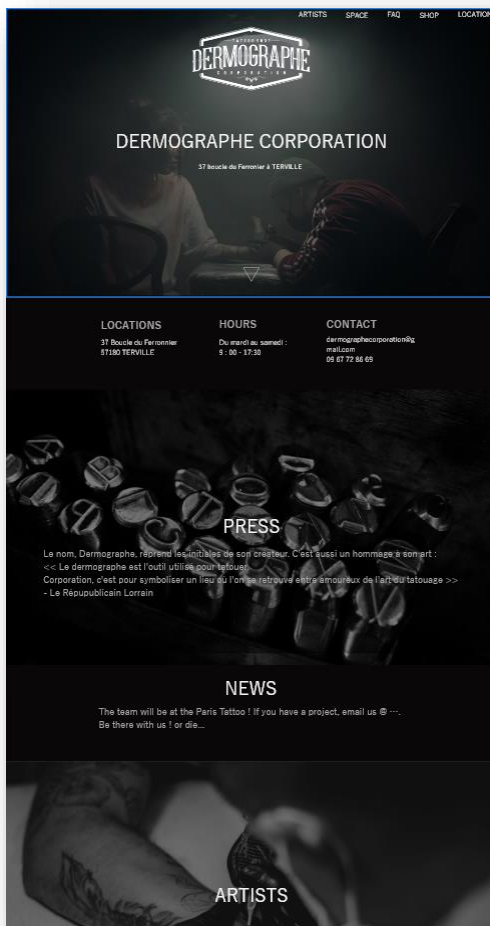 ARTISTS SPACE FAQ SHOP LOCATION
TATTOOWEST
DERMOGRAPHE
CORPORATION
DERMOGRAPHE CORPORATION
37 boucle du Ferronier à TERVILLE
LOCATIONS
37 Boucle du Ferronnier
57180 TERVILLE
HOURS
Du mardi au samedi :
9 : 00 - 17:30
CONTACT
dermographecorporation@g
mail.com
09 67 72 86 69
PRESS
Le nom, Dermographe, reprend les initiales de son createur. C'est aussi un hommage à son art :
<< Le dermographe est l'outil utilisé pour tatouer
Corporation, c'est pour symboliser un lieu où l'on se retrouve entre amoureux de l'art du tatouage >>
- Le Répupublicain Lorrain
NEWS
The team will be at the Paris Tattoo ! If you have a project, email us @ ---.
Be there with us ! or die...
ARTISTS